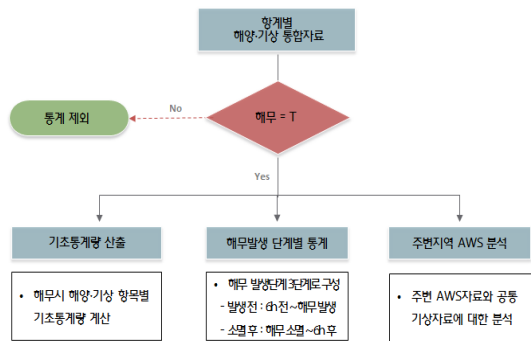 항계별
해양·기상 통합자료
해무 = T
No
통계 제외
Yes
기초통계량 산출
해무발생 단계별 통계
주변지역 AWS 분석
• 해무시 해양·기상 항목별
기초통계량 계산
• 해무 발생단계 3단계로 구성
- 발생전 : 6h 전 ~ 해무 발생
- 소멸후 : 해무 소멸 ~ 6h 후
• 주변 AWS자료와 공통
기상자료에 대한 분석